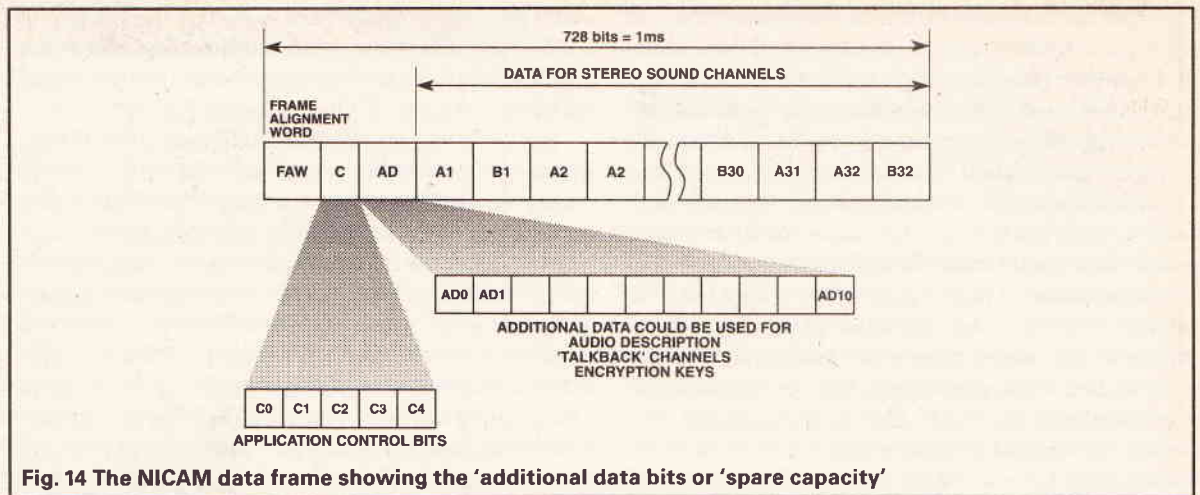 728 bits = 1ms
DATA FOR STEREO SOUND CHANNELS
FRAME
ALIGNMENT
WORD
FAW C AD A1 B1 A2 A2 B30 A31 A32 B32
AD0 AD1 AD10
ADDITIONAL DATA COULD BE USED FOR
AUDIO DESCRIPTION
'TALKBACK' CHANNELS
ENCRYPTION KEYS
C0 C1 C2 C3 C4
APPLICATION CONTROL BITS
Fig. 14 The NICAM data frame showing the 'additional data bits or 'spare capacity'